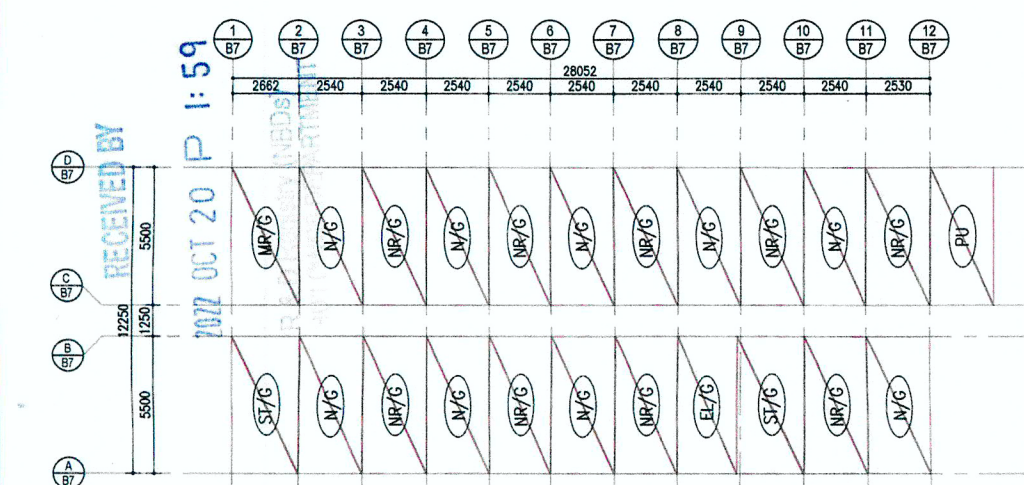 1 2 3 4 5 6 7 8 9 10 11 12
B7 B7 B7 B7 B7 B7 B7 B7 B7 B7 B7 B7
28052
2662 2540 2540 2540 2540 2540 2540 2540 2540 2540 2530
RECEIVED BY
2022 OCT 20 P 1:59
D
B7
C
B7
B
B7
A
B7
12250
5500
1250
5500
MR/G N/G NR/G N/G NR/G N/G NR/G N/G NR/G N/G NR/G PU
ST/G N/G NR/G N/G NR/G N/G NR/G EL/G ST/G NR/G N/G